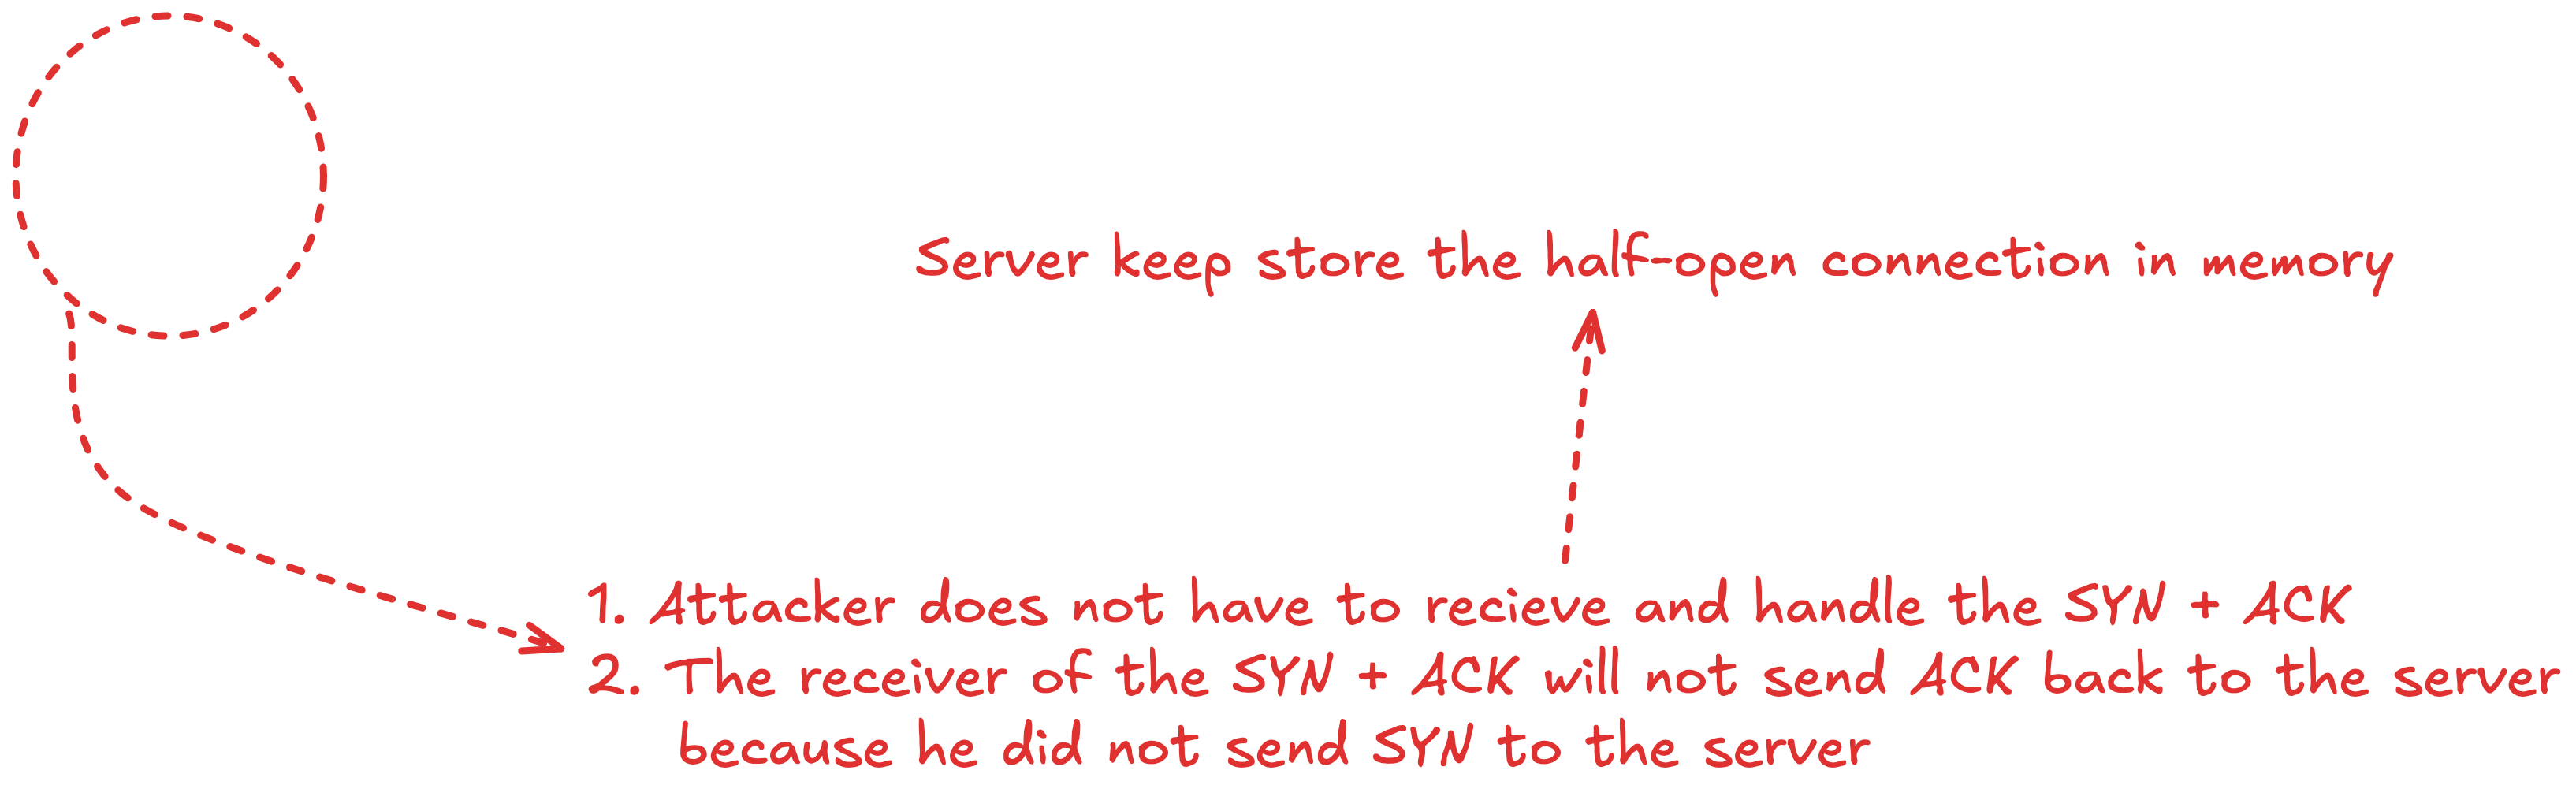 Server keep store the half-open connection in memory
1. Attacker does not have to recieve and handle the SYN + ACK
2. The receiver of the SYN + ACK will not send ACK back to the server
because he did not send SYN to the server